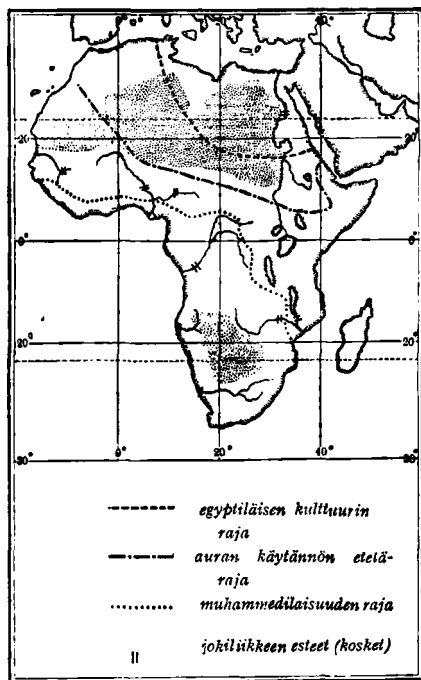 20° 20°
0° 0°
-20° 20°
0° 20° 40°
-30
egyptiläisen kulttuurin
raja
auran käytännön etelä-
raja
muhammedilaisuuden raja
jokiliikkeen esteet (kosket)